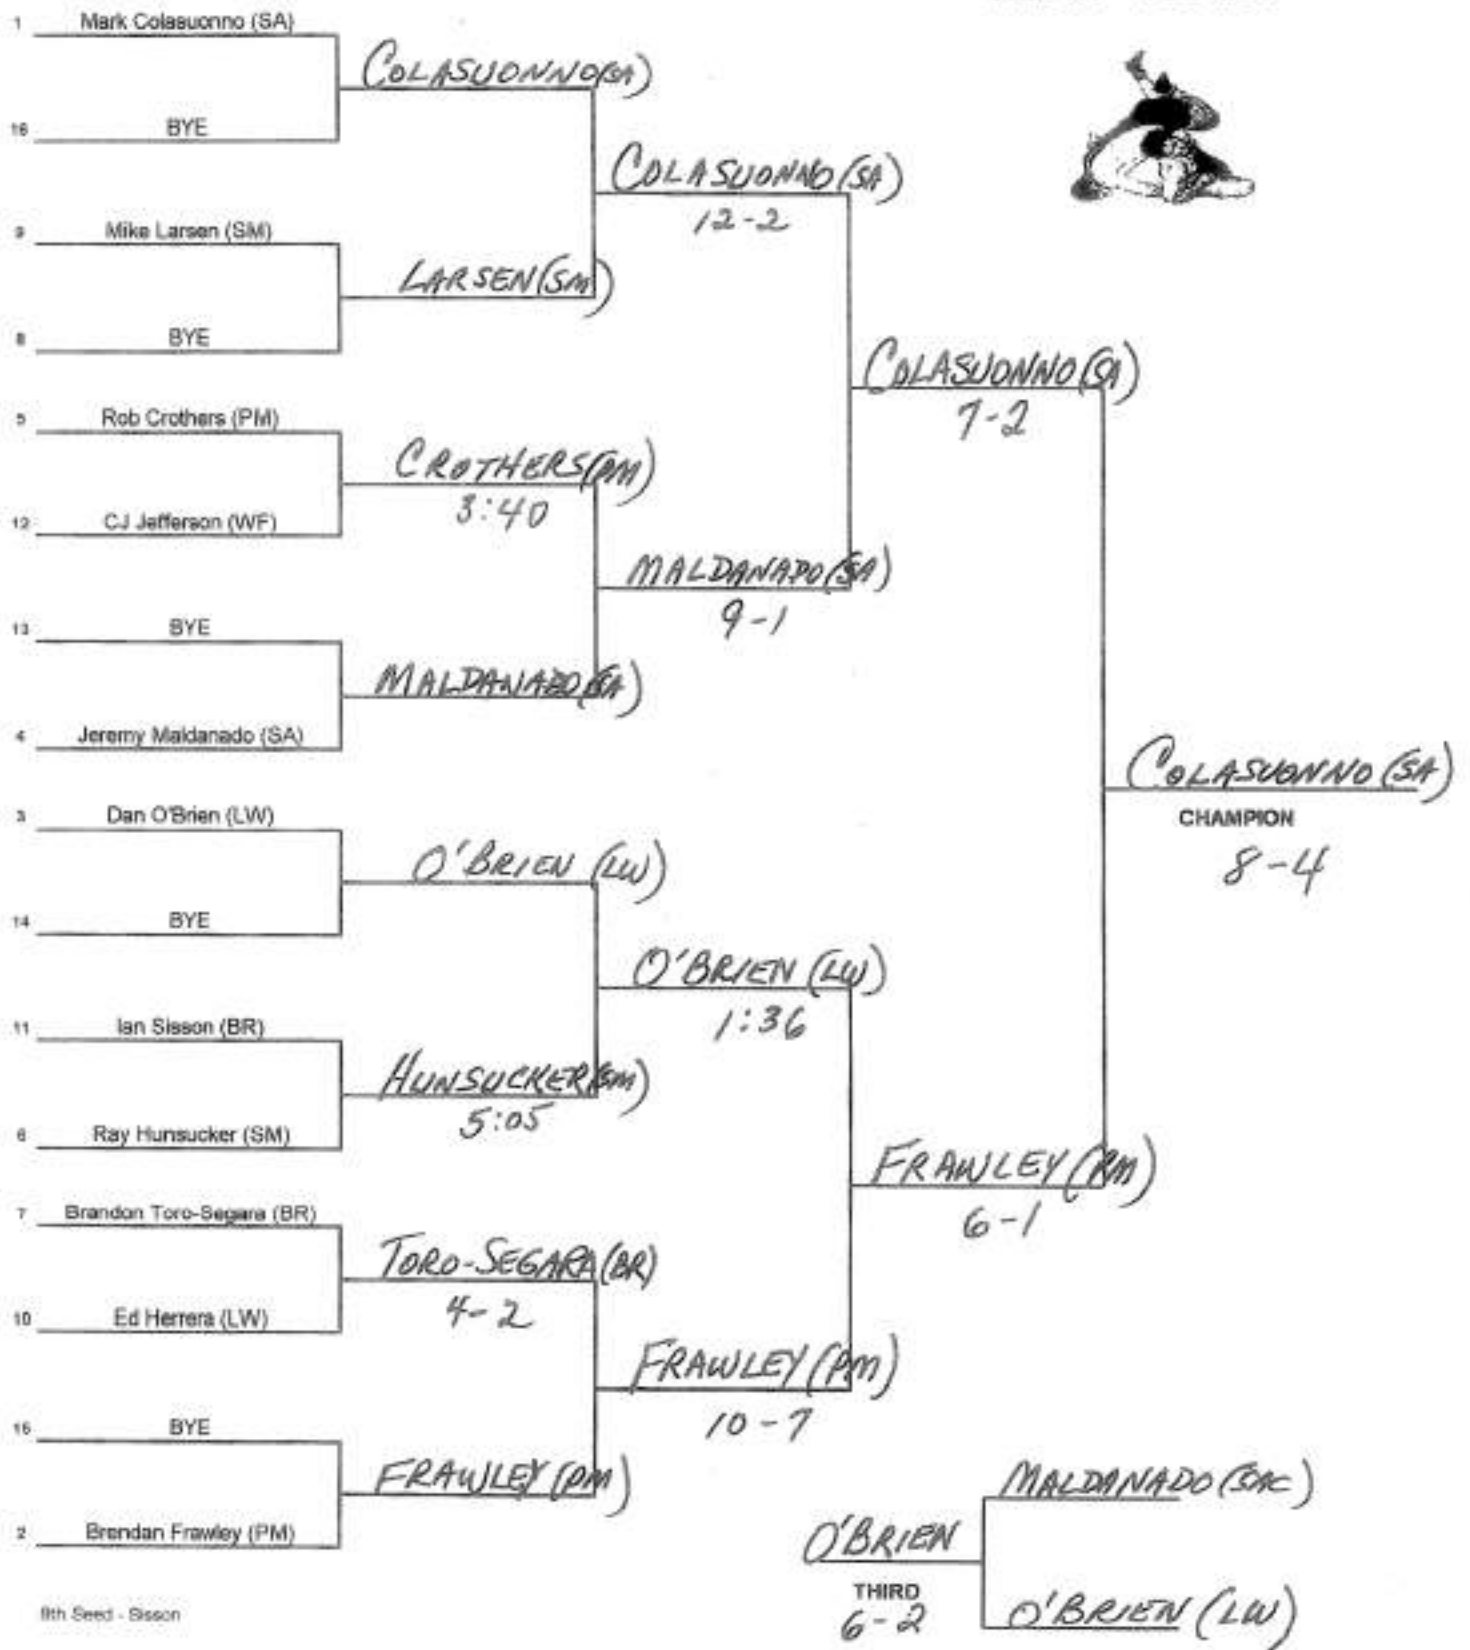 1 Mark Colasuonno (SA)
16 BYE
9 Mike Larsen (SM)
8 BYE
5 Rob Crothers (PM)
12 CJ Jefferson (WF)
13 BYE
4 Jeremy Maldanado (SA)
3 Dan O'Brien (LW)
14 BYE
11 Ian Sisson (BR)
6 Ray Hunsucker (SM)
7 Brandon Toro-Segara (BR)
10 Ed Herrera (LW)
15 BYE
2 Brendan Frawley (PM)
COLASUONNO (SA)
LARSEN (SM)
CROTHERS (PM)
3:40
MALDANADO (SA)
O'BRIEN (LW)
HUNSUCKER (SM)
5:05
TORO-SEGARA (BR)
4-2
FRAWLEY (PM)
COLASUONNO (SA)
12-2
MALDANADO (SA)
9-1
O'BRIEN (LW)
1:36
FRAWLEY (PM)
10-7
COLASUONNO (SA)
7-2
FRAWLEY (PM)
6-1
COLASUONNO (SA)
CHAMPION
8-4
MALDANADO (SAC)
O'BRIEN
THIRD
6-2
O'BRIEN (LW)
Seed - Sisson